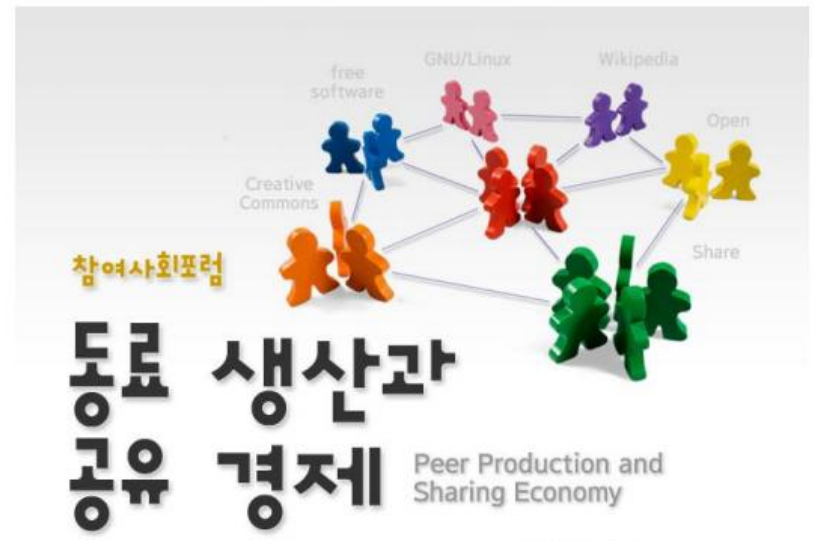 GNU/Linux
Wikipedia
free
software
Open
Creative
Commons
Share
참여사회포럼
동료 생산과
공유 경제
Peer Production and
Sharing Economy